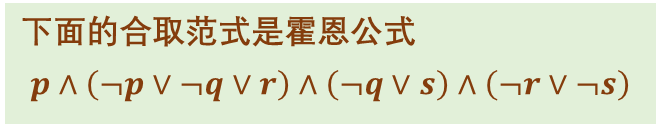 下面的合取范式是霍恩公式
p ∧ (¬p ∨ ¬q ∨ r) ∧ (¬q ∨ s) ∧ (¬r ∨ ¬s)